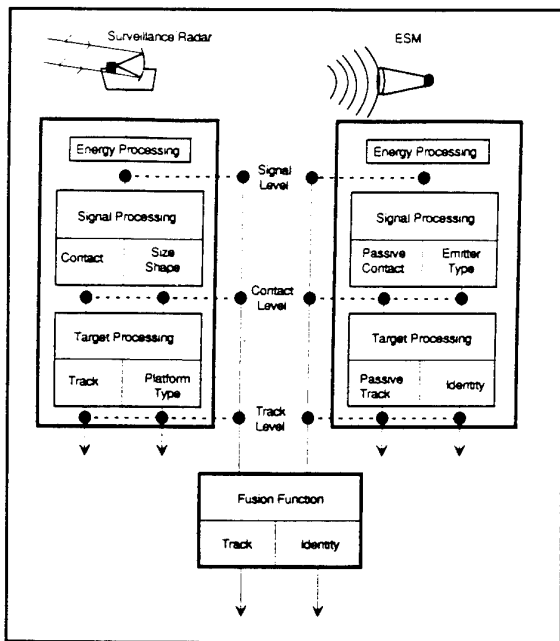 Surveillance Radar
ESM
Energy Processing
Signal Processing
Contact
Size
Shape
Target Processing
Track
Platform
Type
Signal
Level
Contact
Level
Track
Level
Energy Processing
Signal Processing
Passive
Contact
Emitter
Type
Target Processing
Passive
Track
Identity
Fusion Function
Track
Identity